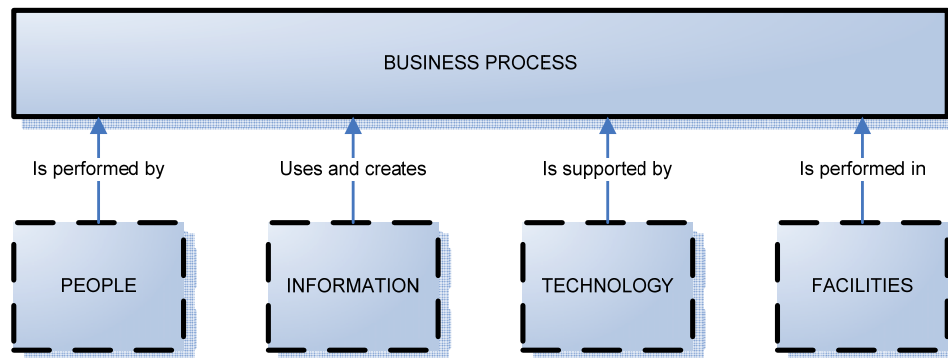 BUSINESS PROCESS
Is performed by
Uses and creates
Is supported by
Is performed in
PEOPLE
INFORMATION
TECHNOLOGY
FACILITIES